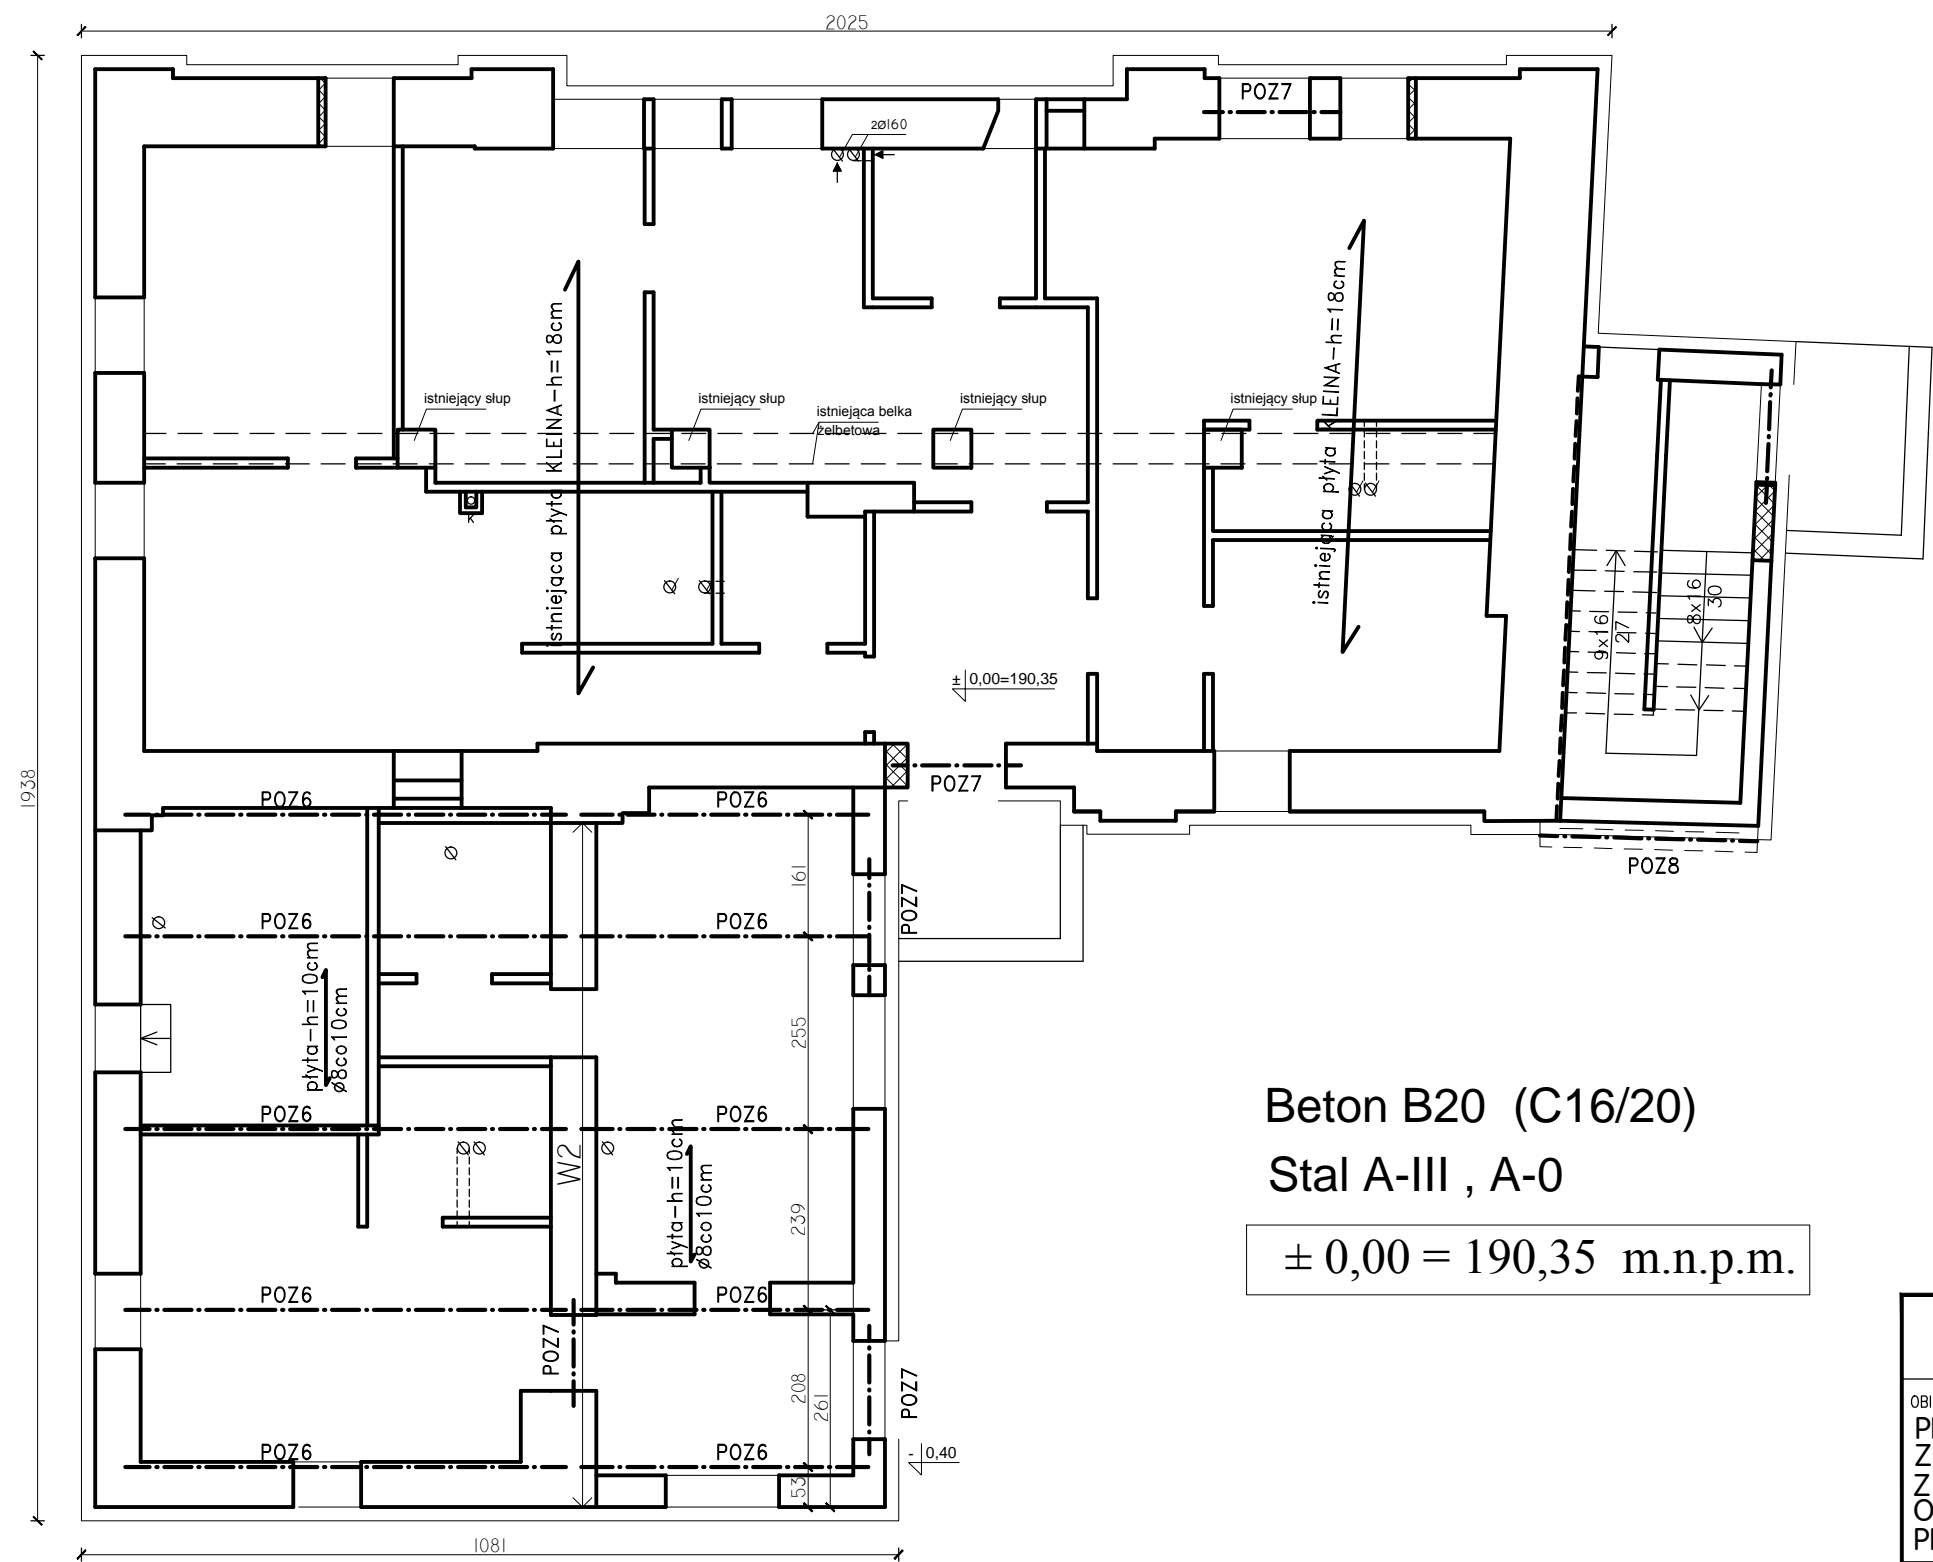 2025
POZ7
2Ø160
istniejąca płyta KLEINA-h=18cm
istniejąca płyta KLEINA-h=18cm
istniejący słup
istniejący słup
istniejąca belka
żelbetowa
istniejący słup
istniejący słup
K
9x16
27
8x16
30
± 0,00=190,35
1938
POZ7
POZ6
POZ6
POZ8
161
POZ7
POZ6
POZ6
płyta-h=10cm
ø8co10cm
255
POZ6
POZ6
W2
płyta-h=10cm
ø8co10cm
239
Beton B20 (C16/20)
Stal A-III , A-0
± 0,00 = 190,35 m.n.p.m.
POZ6
POZ6
POZ7
208
261
POZ7
POZ6
POZ6
- 0,40
53
1081
OBI
Z
Z
O